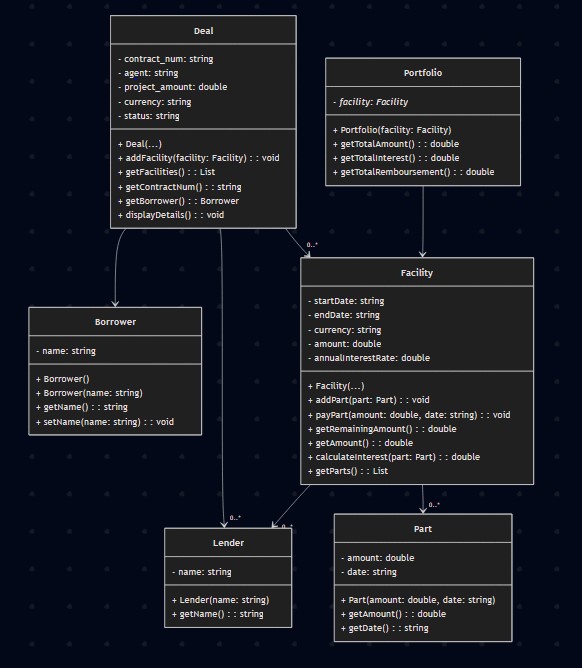 Deal
- contract_num: string
- agent: string
- project_amount: double
- currency: string
- status: string
+ Deal(...)
+ addFacility(facility: Facility) : : void
+ getFacilities() : : List
+ getContractNum() : : string
+ getBorrower() : : Borrower
+ displayDetails() : : void
Portfolio
- facility: Facility
+ Portfolio(facility: Facility)
+ getTotalAmount() : : double
+ getTotalInterest() : : double
+ getTotalRemboursement() : : double
0..*
Facility
- startDate: string
- endDate: string
- currency: string
- amount: double
- annualInterestRate: double
+ Facility(...)
+ addPart(part: Part) : : void
+ payPart(amount: double, date: string) : : void
+ getRemainingAmount() : : double
+ getAmount() : : double
+ calculateInterest(part: Part) : : double
+ getParts() : : List
Borrower
- name: string
+ Borrower()
+ Borrower(name: string)
+ getName() : : string
+ setName(name: string) : : void
0..*
0..*
0..*
Lender
- name: string
+ Lender(name: string)
+ getName() : : string
Part
- amount: double
- date: string
+ Part(amount: double, date: string)
+ getAmount() : : double
+ getDate() : : string